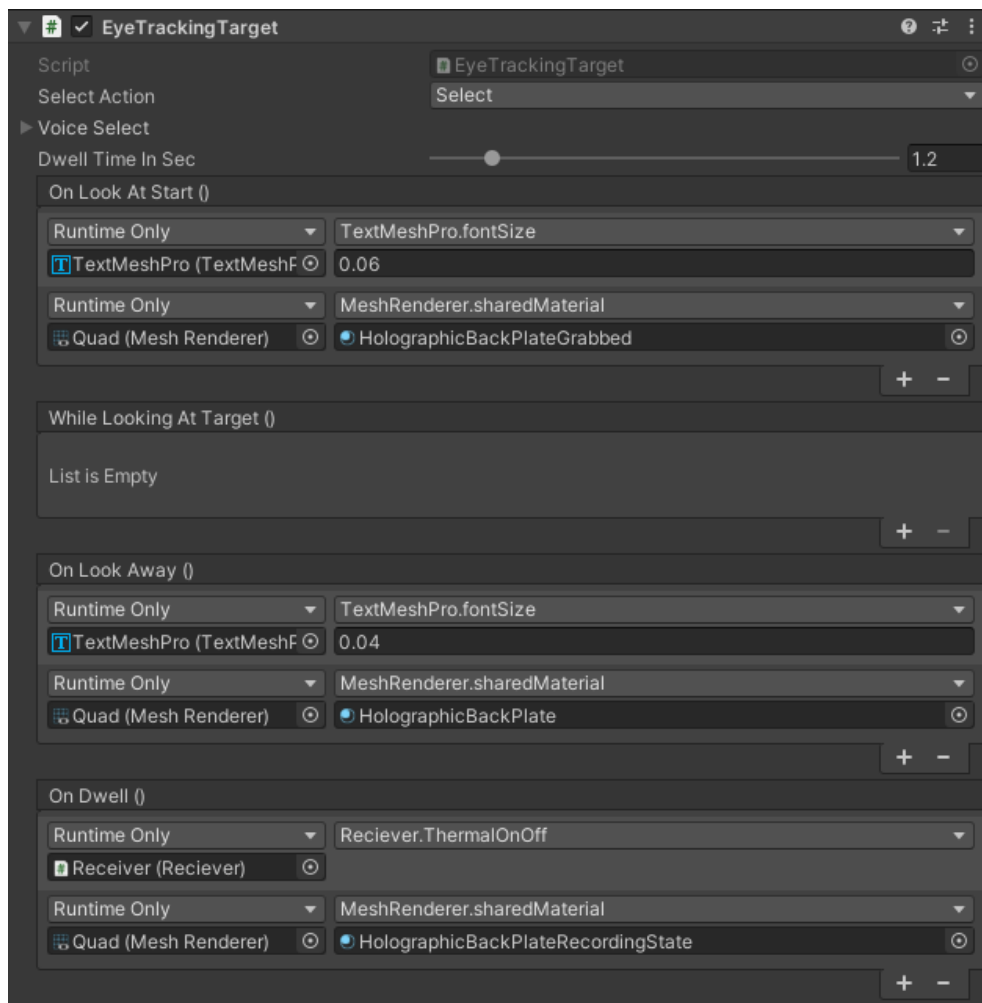 EyeTrackingTarget
Script EyeTrackingTarget
Select Action Select
Voice Select
Dwell Time In Sec 1.2
On Look At Start ()
Runtime Only TextMeshPro.fontSize
TextMeshPro (TextMeshP 0.06
Runtime Only MeshRenderer.sharedMaterial
Quad (Mesh Renderer) HolographicBackPlateGrabbed
+ -
While Looking At Target ()
List is Empty
+ -
On Look Away ()
Runtime Only TextMeshPro.fontSize
TextMeshPro (TextMeshP 0.04
Runtime Only MeshRenderer.sharedMaterial
Quad (Mesh Renderer) HolographicBackPlate
+ -
On Dwell ()
Runtime Only Reciever.ThermalOnOff
Receiver (Reciever)
Runtime Only MeshRenderer.sharedMaterial
Quad (Mesh Renderer) HolographicBackPlateRecordingState
+ -